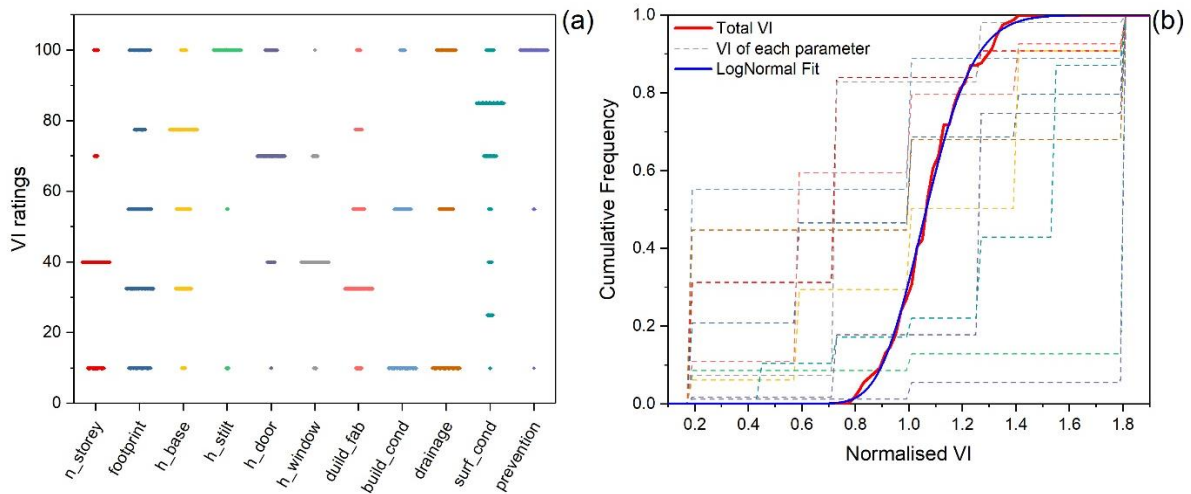 (a)
VI ratings
100
80
60
40
20
0
n_storey
footprint
h_base
h_stilt
h_door
h_window
duild_fab
build_cond
drainage
surf_cond
prevention
(b)
Total VI
VI of each parameter
LogNormal Fit
Cumulative Frequency
1.0
0.8
0.6
0.4
0.2
0.0
0.2 0.4 0.6 0.8 1.0 1.2 1.4 1.6 1.8
Normalised VI